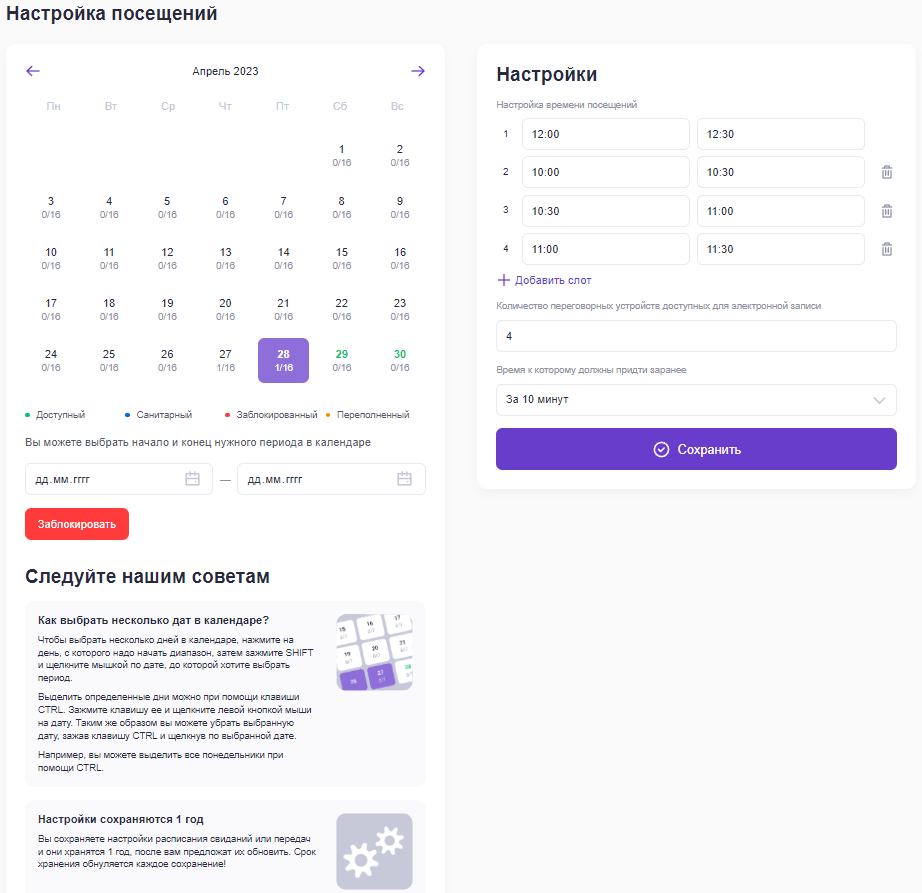 Настройка посещений
Апрель 2023
Пн Вт Ср Чт Пт Сб Вс
1 2
0/16 0/16
3 4 5 6 7 8 9
0/16 0/16 0/16 0/16 0/16 0/16 0/16
10 11 12 13 14 15 16
0/16 0/16 0/16 0/16 0/16 0/16 0/16
17 18 19 20 21 22 23
0/16 0/16 0/16 0/16 0/16 0/16 0/16
24 25 26 27 28 29 30
0/16 0/16 0/16 1/16 1/16 0/16 0/16
Доступный Санитарный Заблокированный Переполненный
Вы можете выбрать начало и конец нужного периода в календаре
дд.мм.гггг — дд.мм.гггг
Заблокировать
Следуйте нашим советам
Как выбрать несколько дат в календаре?
Чтобы выбрать несколько дней в календаре, нажмите на
день, с которого надо начать диапазон, затем зажмите SHIFT
и щелкните мышкой по дате, до которой хотите выбрать
период.
Выделить определенные дни можно при помощи клавиши
CTRL. Зажмите клавишу ее и щелкните левой кнопкой мыши
на дату. Таким же образом вы можете убрать выбранную
дату, зажав клавишу CTRL и щелкнув по выбранной дате.
Например, вы можете выделить все понедельники при
помощи CTRL.
Настройки сохраняются 1 год
Вы сохраняете настройки расписания свиданий или передач
и они хранятся 1 год, после вам предложат их обновить. Срок
хранения обнуляется каждое сохранение!
Настройки
Настройка времени посещений
1 12:00 12:30
2 10:00 10:30
3 10:30 11:00
4 11:00 11:30
Добавить слот
Количество переговорных устройств доступных для электронной записи
4
Время к которому должны придти заранее
За 10 минут
Сохранить